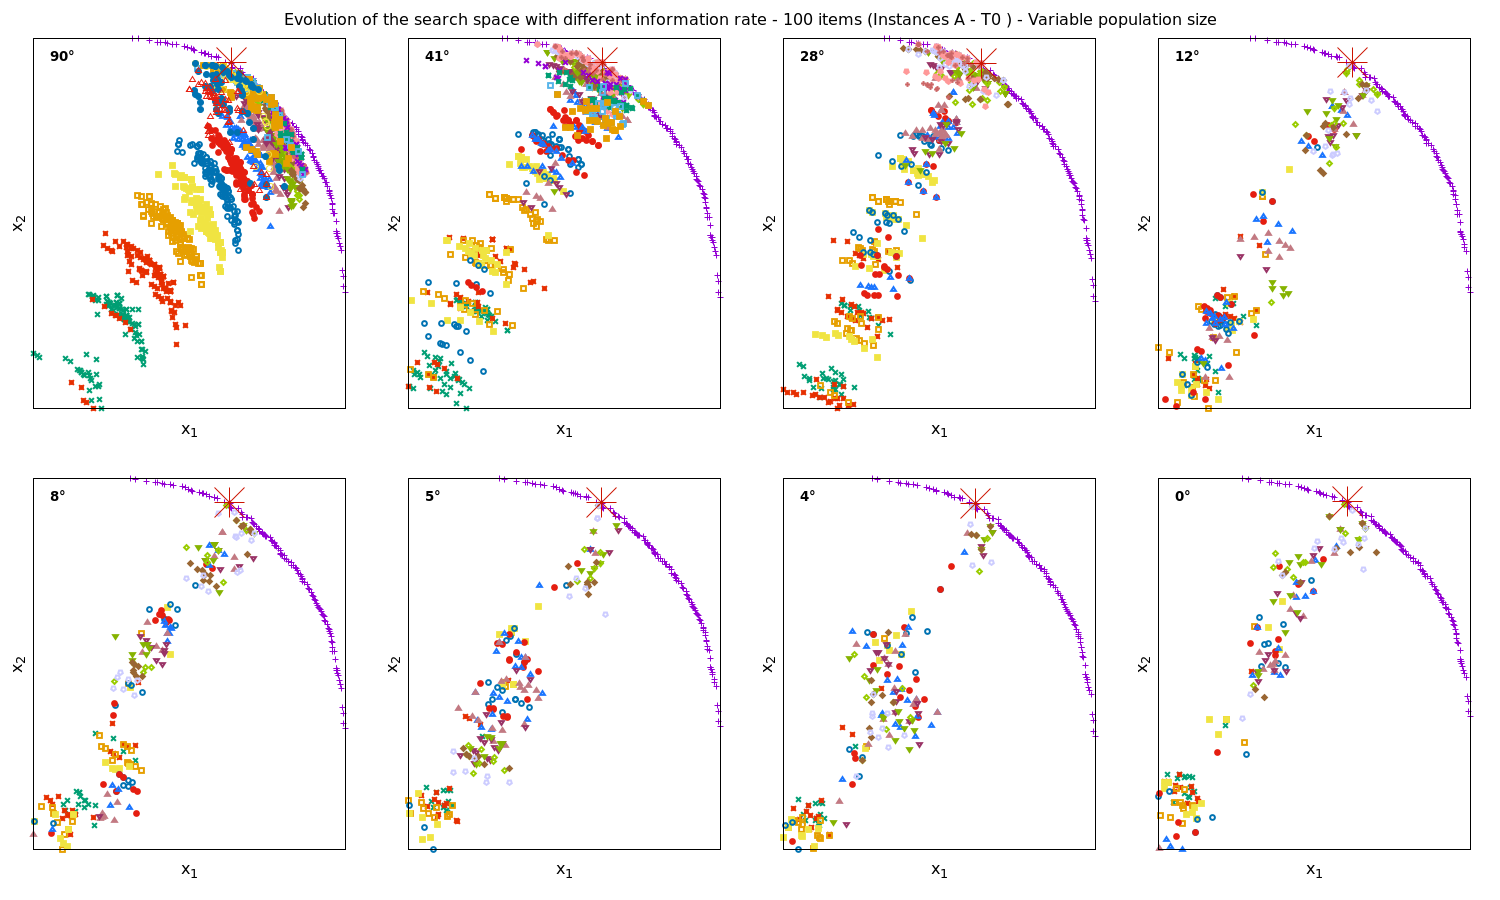 Evolution of the search space with different information rate - 100 items (Instances A - T0 ) - Variable population size
90°
41°
28°
12°
x2
x2
x2
x2
x1
x1
x1
x1
8°
5°
4°
0°
x2
x2
x2
x2
x1
x1
x1
x1